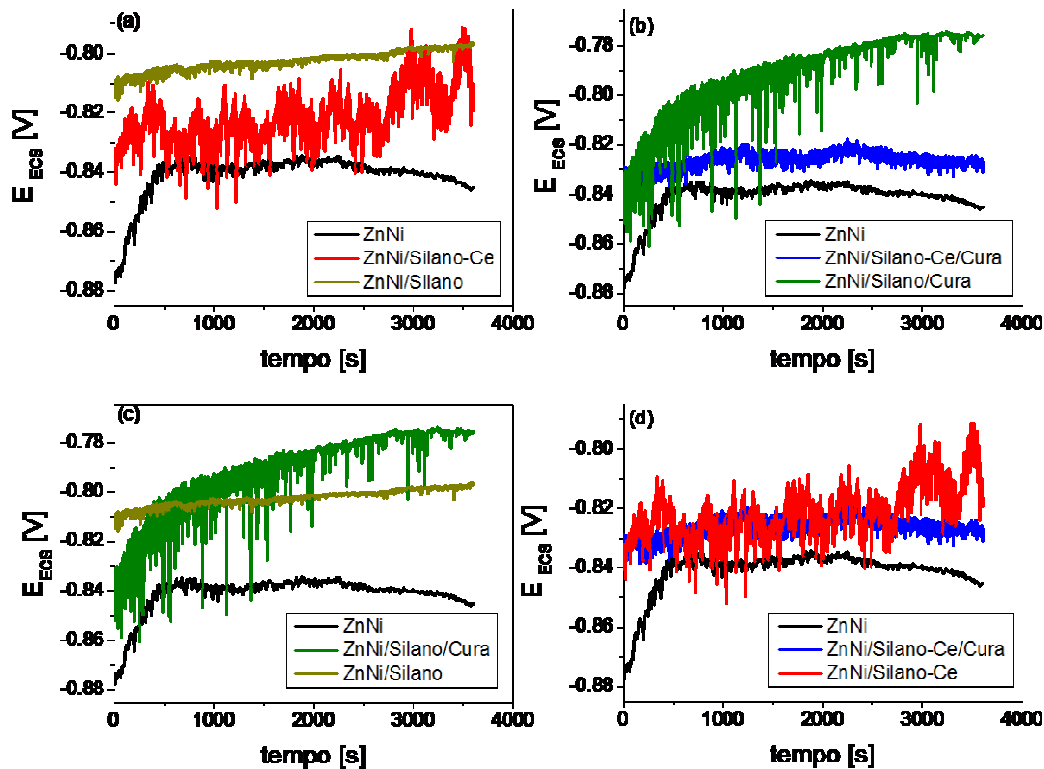 (a)
-0.80
-0.82
-0.84
-0.86
-0.88
E ECS [V]
ZnNi
ZnNi/Silano-Ce
ZnNi/Silano
0 1000 2000 3000 4000
tempo [s]
(b)
-0.78
-0.80
-0.82
-0.84
-0.86
-0.88
E ECS [V]
ZnNi
ZnNi/Silano-Ce/Cura
ZnNi/Silano/Cura
0 1000 2000 3000 4000
tempo [s]
(c)
-0.78
-0.80
-0.82
-0.84
-0.86
-0.88
E ECS [V]
ZnNi
ZnNi/Silano/Cura
ZnNi/Silano
0 1000 2000 3000 4000
tempo [s]
(d)
-0.80
-0.82
-0.84
-0.86
-0.88
E ECS [V]
ZnNi
ZnNi/Silano-Ce/Cura
ZnNi/Silano-Ce
0 1000 2000 3000 4000
tempo [s]